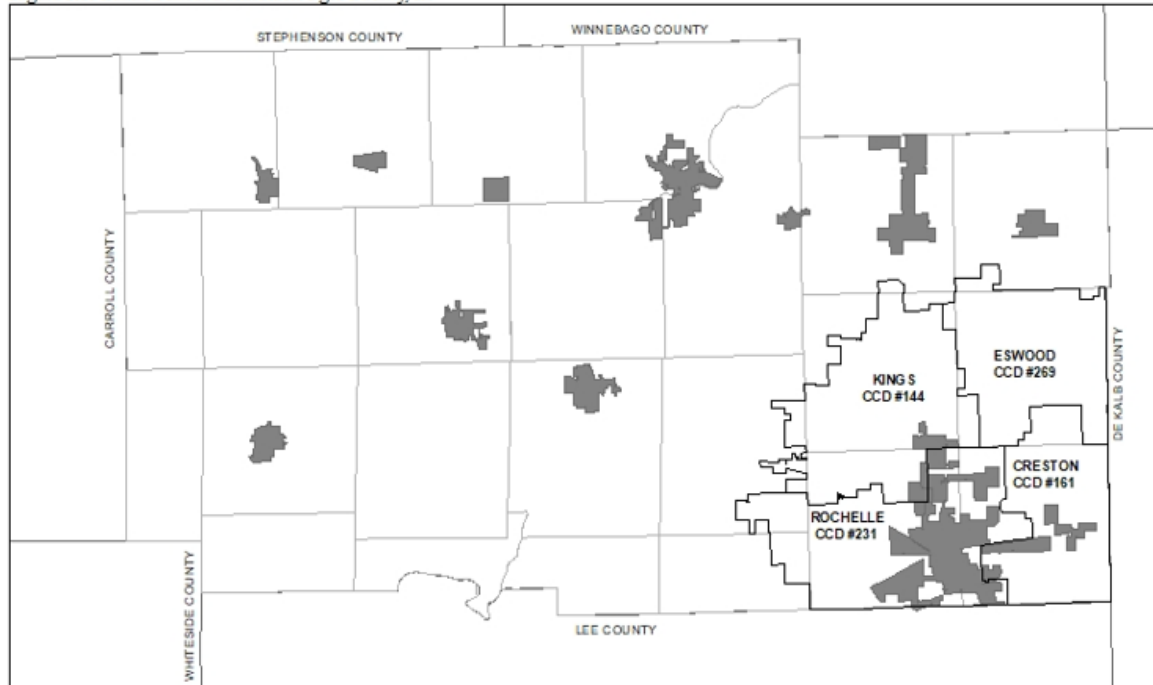 STEPHENSON COUNTY
WINNEBAGO COUNTY
CARROLL COUNTY
ESWOOD
CCD #269
KINGS
CCD #144
DE KALB COUNTY
CRESTON
CCD #161
ROCHELLE
CCD #231
WHITESIDE COUNTY
LEE COUNTY